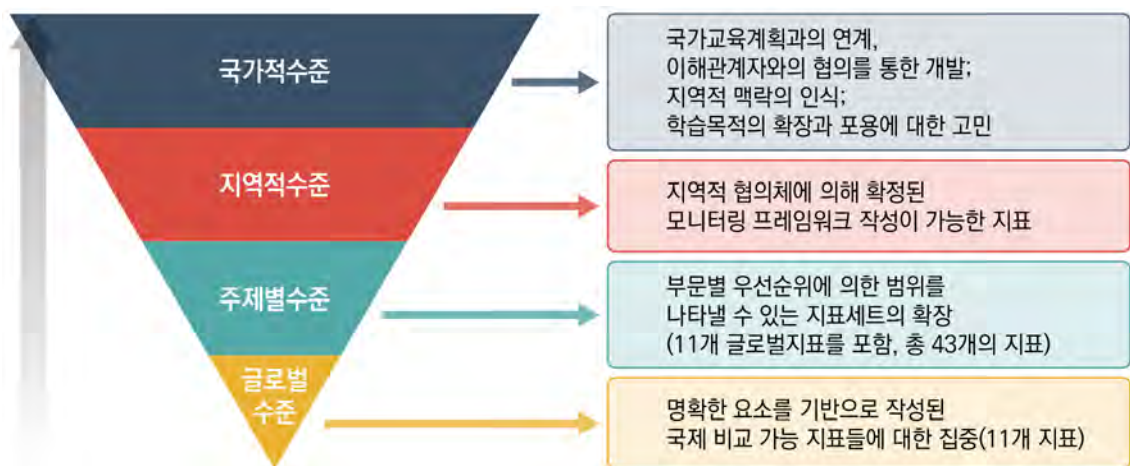 국가적수준
국가교육계획과의 연계,
이해관계자와의 협의를 통한 개발;
지역적 맥락의 인식;
학습목적의 확장과 포용에 대한 고민
지역적수준
지역적 협의체에 의해 확정된
모니터링 프레임워크 작성이 가능한 지표
주제별수준
부문별 우선순위에 의한 범위를
나타낼 수 있는 지표세트의 확장
(11개 글로벌지표를 포함, 총 43개의 지표)
글로벌
수준
명확한 요소를 기반으로 작성된
국제 비교 가능 지표들에 대한 집중(11개 지표)